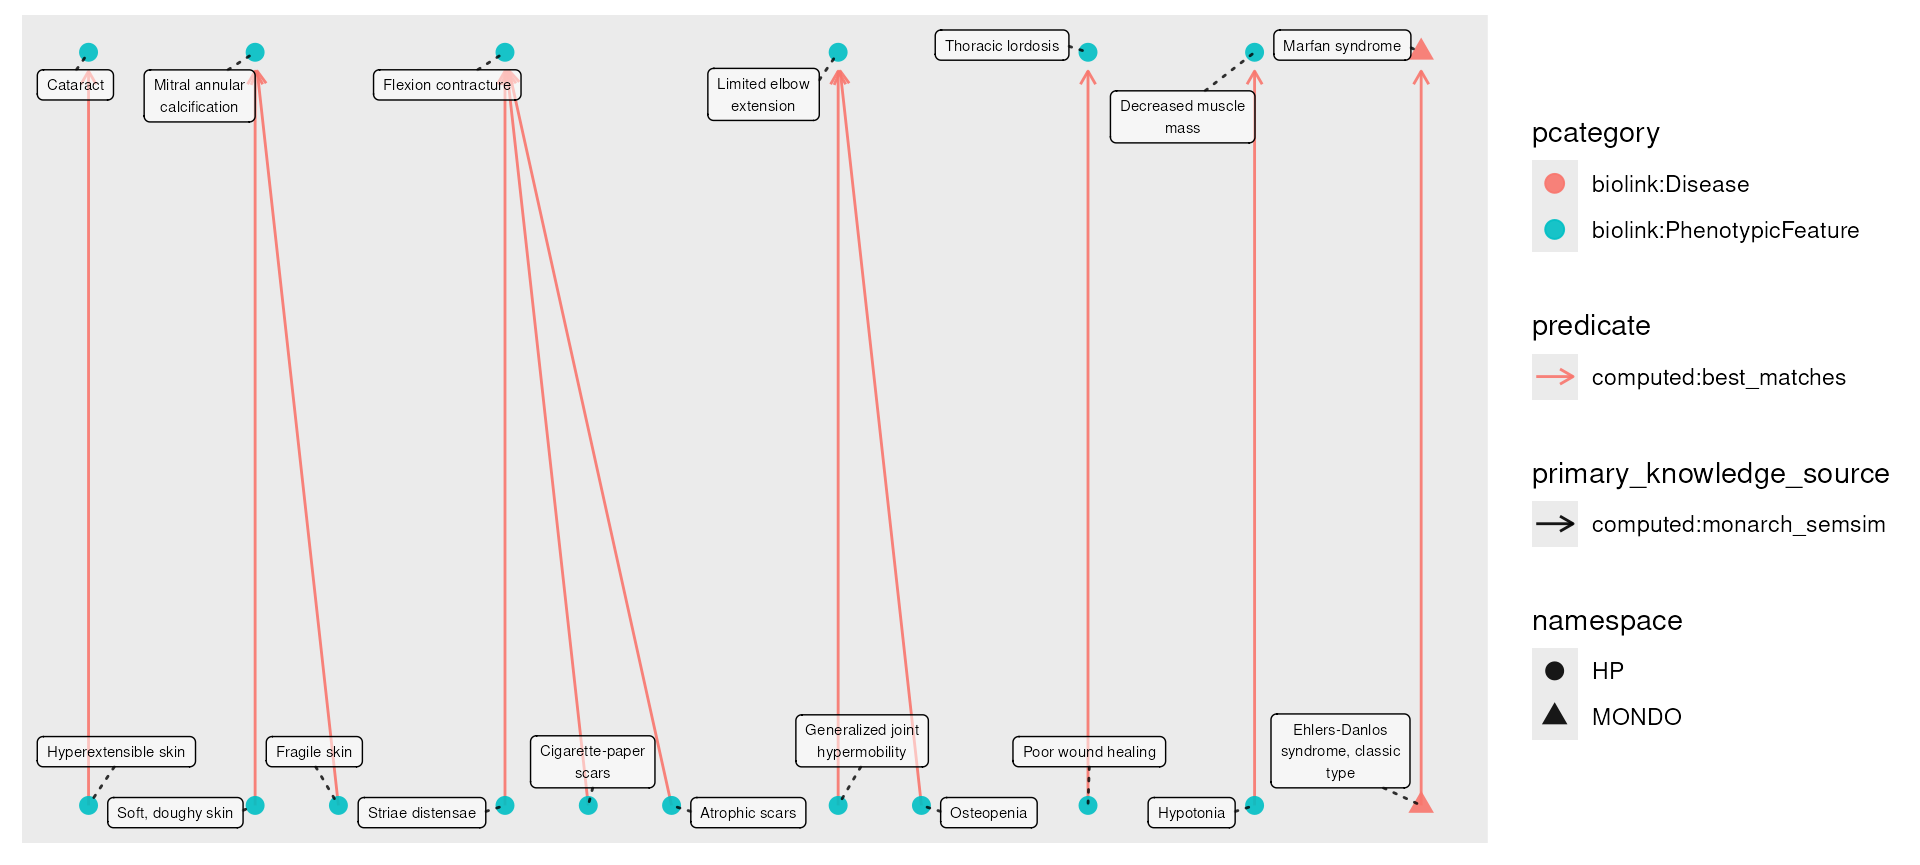 Thoracic lordosis
Marfan syndrome
Cataract
Mitral annular
calcification
Flexion contracture
Limited elbow
extension
Decreased muscle
mass
Hyperextensible skin
Fragile skin
Cigarette-paper
scars
Generalized joint
hypermobility
Poor wound healing
Ehlers-Danlos
syndrome, classic
type
Soft, doughy skin
Striae distensae
Atrophic scars
Osteopenia
Hypotonia
pcategory
biolink:Disease
biolink:PhenotypicFeature
predicate
computed:best_matches
primary_knowledge_source
computed:monarch_semsim
namespace
HP
MONDO